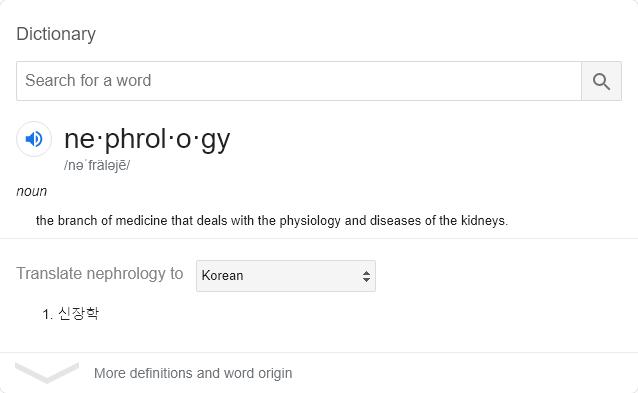 Dictionary
Search for a word
ne·phrol·o·gy
/nəˈfräləjē/
noun
the branch of medicine that deals with the physiology and diseases of the kidneys.
Translate nephrology to Korean
1. 신장학
More definitions and word origin